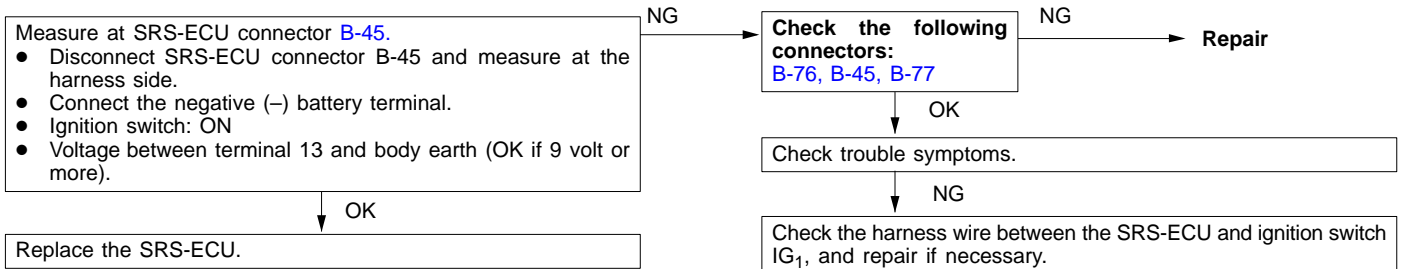 Measure at SRS-ECU connector B-45.
● Disconnect SRS-ECU connector B-45 and measure at the
harness side.
● Connect the negative (–) battery terminal.
● Ignition switch: ON
● Voltage between terminal 13 and body earth (OK if 9 volt or
more).
NG
Check the following
connectors:
B-76, B-45, B-77
NG
Repair
OK
Check trouble symptoms.
NG
Check the harness wire between the SRS-ECU and ignition switch
IG1, and repair if necessary.
OK
Replace the SRS-ECU.